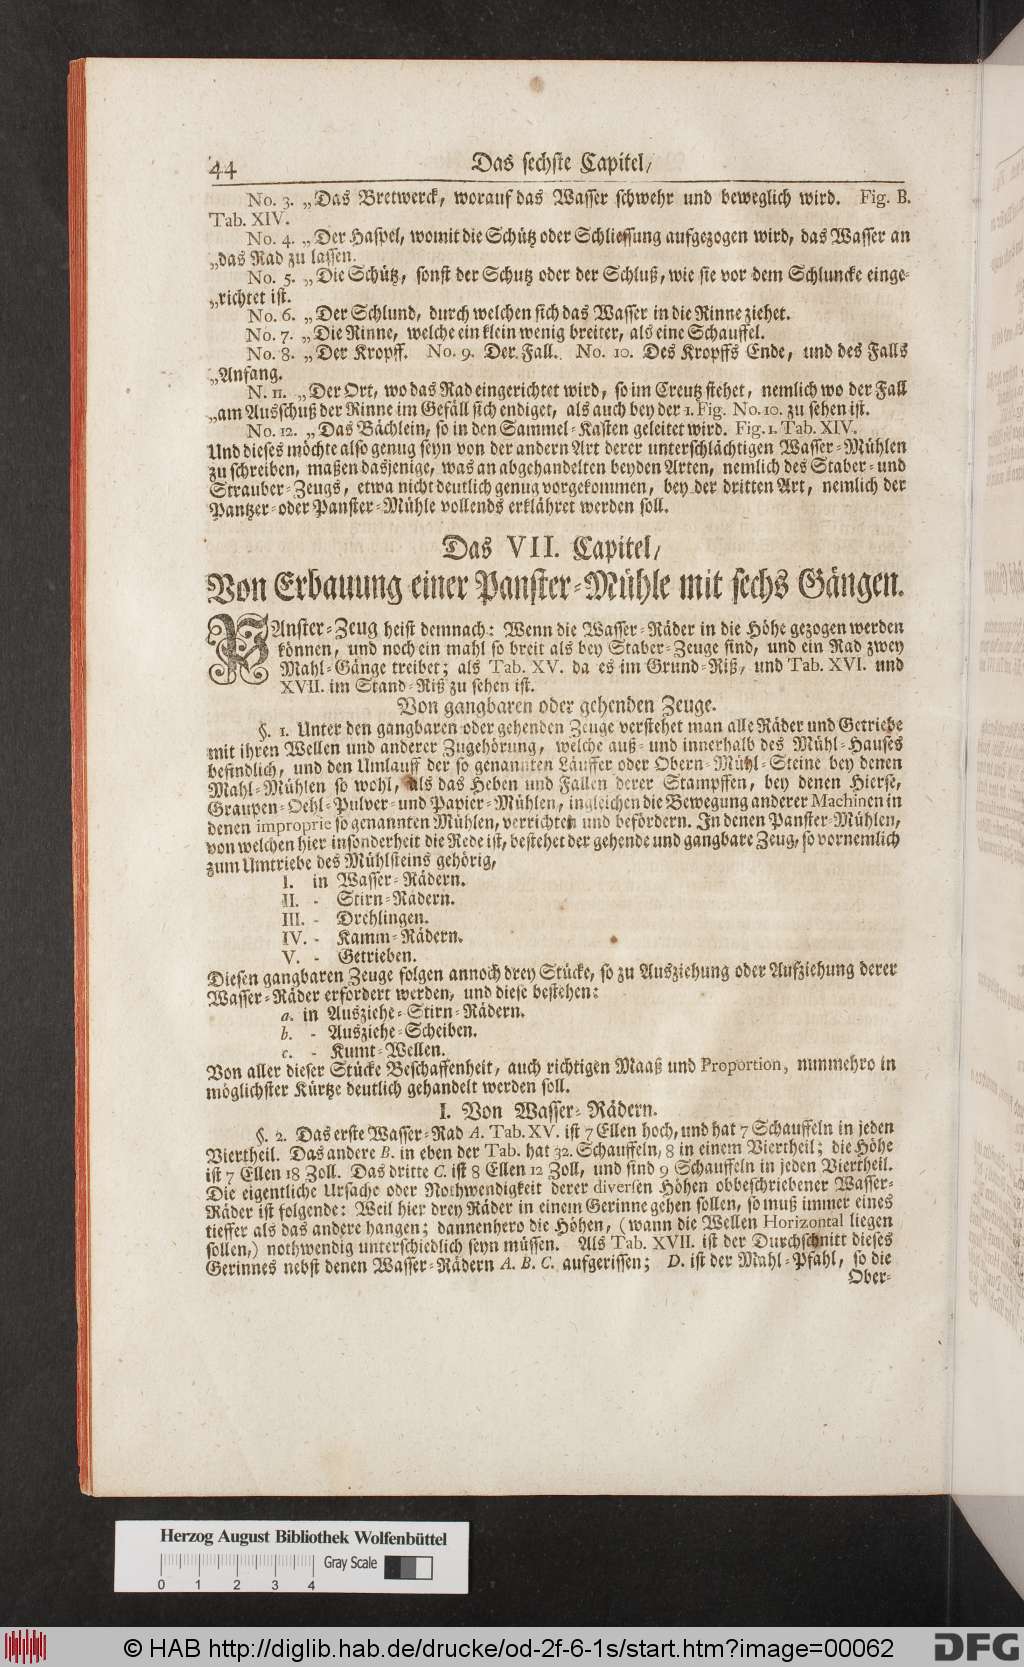 44
Das sechste Capitel/
No. 3. „Das Bretwerck, worauf das Wasser schwehr und beweglich wird. Fig. B.
Tab. XIV.
No. 4. „Der Haspel, womit die Schütz oder Schliessung aufgezogen wird, das Wasser an
„das Rad zu lassen.
No. 5. „Die Schütz, sonst der Schutz oder der Schluß, wie sie vor dem Schluncke einge-
„richtet ist.
No. 6. „Der Schlund, durch welchen sich das Wasser in die Rinne ziehet.
No. 7. „Die Rinne, welche ein klein wenig breiter, als eine Schauffel.
No. 8. „Der Kropff. No. 9. Der Fall. No. 10. Des Kropffs Ende, und des Falls
„Anfang.
N. 11. „Der Ort, wo das Rad eingerichtet wird, so im Creutz stehet, nemlich wo der Fall
„am Ausschuß der Rinne im Gefäll sich endiget, als auch bey der 1. Fig. No. 10. zu sehen ist.
No. 12. „Das Bächlein, so in den Sammel-Kasten geleitet wird. Fig. 1. Tab. XIV.
Und dieses möchte also genug seyn von der andern Art derer unterschlächtigen Wasser-Mühlen
zu schreiben, maßen dasjenige, was an abgehandelten beyden Arten, nemlich des Staber- und
Strauber-Zeugs, etwa nicht deutlich genug vorgekommen, bey der dritten Art, nemlich der
Pantzer- oder Panster-Mühle vollends erklähret werden soll.
Das VII. Capitel/
Von Erbauung einer Panster-Mühle mit sechs Gängen.
PAnster-Zeug heist demnach: Wenn die Wasser-Räder in die Höhe gezogen werden
können, und noch ein mahl so breit als bey Staber-Zeuge sind, und ein Rad zwey
Mahl-Gänge treibet; als Tab. XV. da es im Grund-Riß, und Tab. XVI. und
XVII. im Stand-Riß zu sehen ist.
Von gangbaren oder gehenden Zeuge.
§. 1. Unter den gangbaren oder gehenden Zeuge verstehet man alle Räder und Getriebe
mit ihren Wellen und anderer Zugehörung, welche auß- und innerhalb des Mühl-Hauses
befindlich, und den Umlauff der so genannten Läuffer oder Obern-Mühl-Steine bey denen
Mahl-Mühlen so wohl, als das Heben und Fallen derer Stampffen, bey denen Hierse,
Graupen-Oehl-Pulver-und Papier-Mühlen, ingleichen die Bewegung anderer Machinen in
denen improprie so genannten Mühlen, verrichten und befördern. In denen Panster-Mühlen,
von welchen hier insonderheit die Rede ist, bestehet der gehende und gangbare Zeug, so vornemlich
zum Umtriebe des Mühlsteins gehörig,
I. in Wasser-Rädern.
II. - Stirn-Rädern.
III. - Drehlingen.
IV. - Kamm-Rädern.
V. - Getrieben.
Diesen gangbaren Zeuge folgen annoch drey Stücke, so zu Ausziehung oder Aufziehung derer
Wasser-Räder erfordert werden, und diese bestehen:
a. in Ausziehe-Stirn-Rädern.
b. - Ausziehe-Scheiben.
c. - Kumt-Wellen.
Von aller dieser Stücke Beschaffenheit, auch richtigen Maaß und Proportion, nunmehro in
möglichster Kürtze deutlich gehandelt werden soll.
I. Von Wasser-Rädern.
§. 2. Das erste Wasser-Rad A. Tab. XV. ist 7 Ellen hoch, und hat 7 Schauffeln in jeden
Viertheil. Das andere B. in eben der Tab. hat 32. Schauffeln, 8 in einem Viertheil; die Höhe
ist 7 Ellen 18 Zoll. Das dritte C. ist 8 Ellen 12 Zoll, und sind 9 Schauffeln in jeden Viertheil.
Die eigentliche Ursache oder Nothwendigkeit derer diversen Höhen obbeschriebener Wasser-
Räder ist folgende: Weil hier drey Räder in einem Gerinne gehen sollen, so muß immer eines
tieffer als das andere hangen; dannenhero die Höhen, (wann die Wellen Horizontal liegen
sollen,) nothwendig unterschiedlich seyn müssen. Als Tab. XVII. ist der Durchschnitt dieses
Gerinnes nebst denen Wasser-Rädern A. B. C. aufgerissen; D. ist der Mahl-Pfahl, so die
Ober-
Herzog August Bibliothek Wolfenbüttel
Gray Scale
0 1 2 3 4
© HAB http://diglib.hab.de/drucke/od-2f-6-1s/start.htm?image=00062
DFG